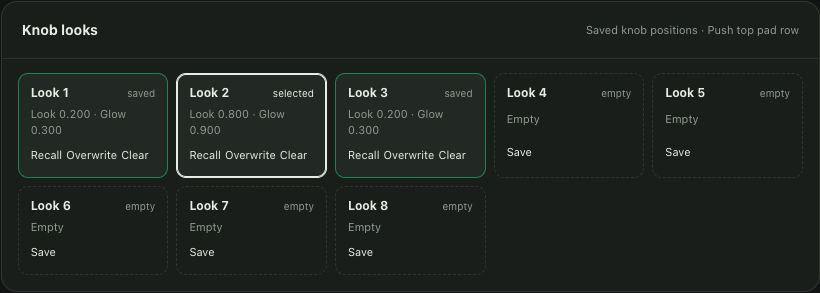 Knob looks
Saved knob positions · Push top pad row
Look 1 saved
Look 0.200 · Glow
0.300
Recall Overwrite Clear
Look 2 selected
Look 0.800 · Glow
0.900
Recall Overwrite Clear
Look 3 saved
Look 0.200 · Glow
0.300
Recall Overwrite Clear
Look 4 empty
Empty
Save
Look 5 empty
Empty
Save
Look 6 empty
Empty
Save
Look 7 empty
Empty
Save
Look 8 empty
Empty
Save